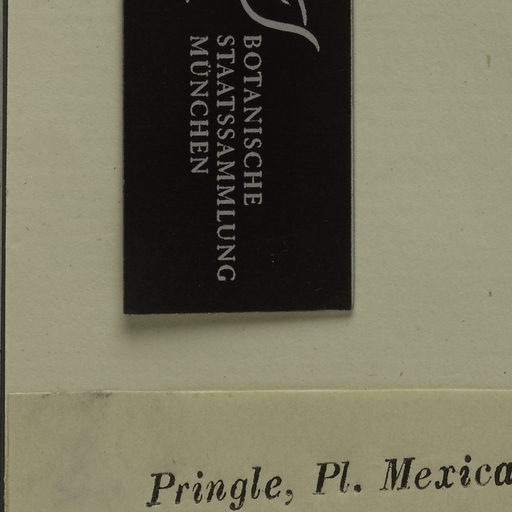 BOTANISCHE
STAATSSAMMLUNG
MÜNCHEN
Pringle, Pl. Mexica